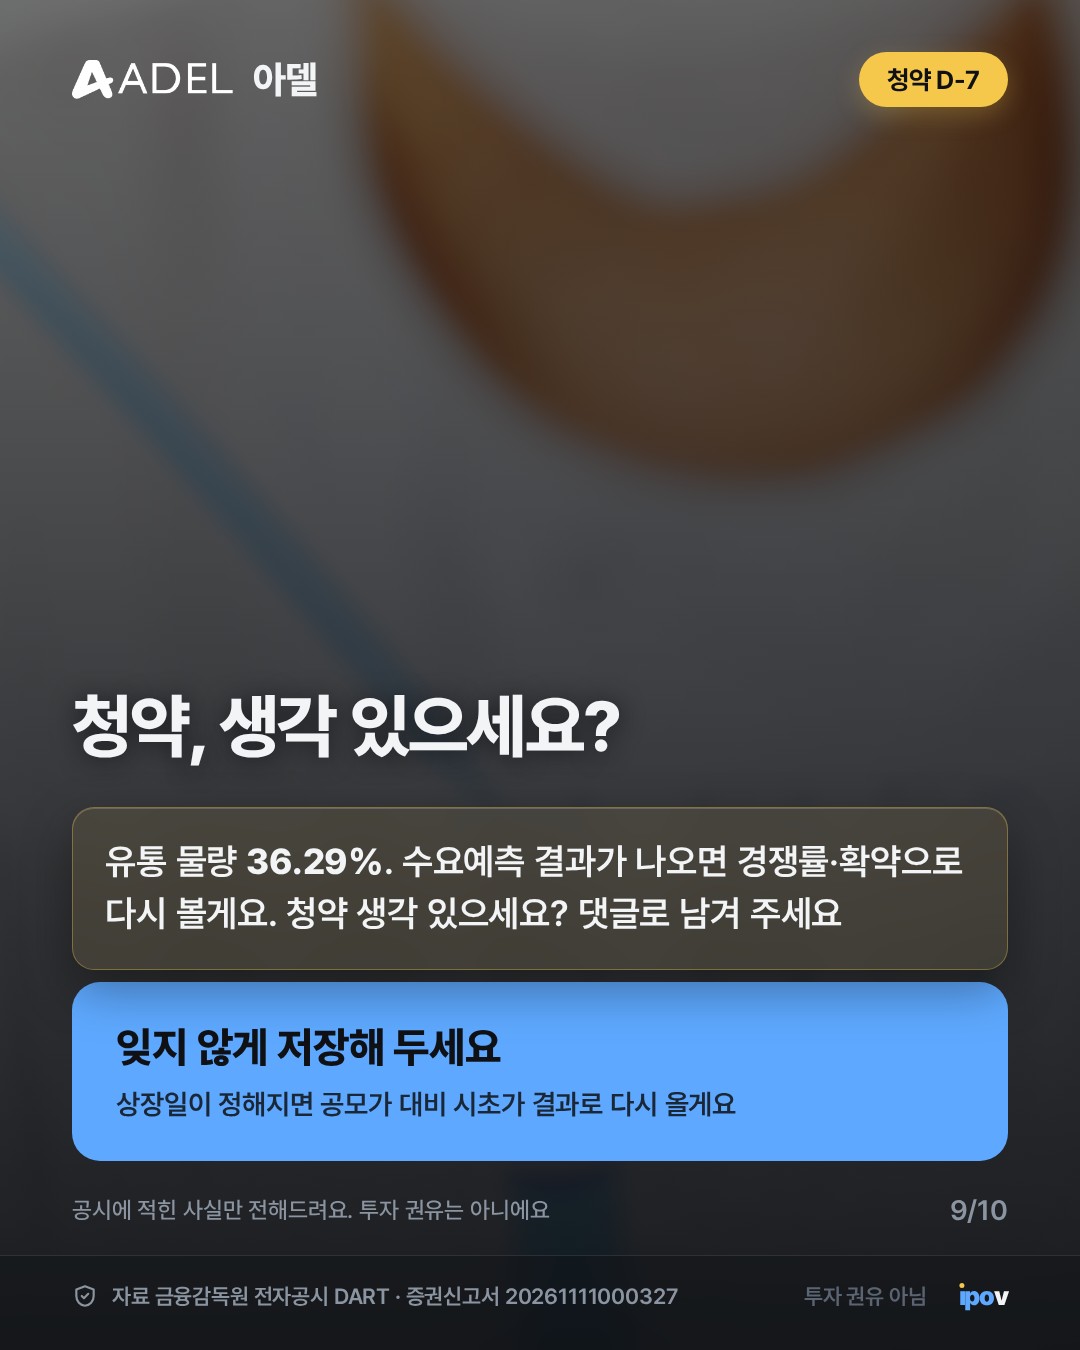 ADEL 아델
청약 D-7
청약, 생각 있으세요?
유통 물량 36.29%. 수요예측 결과가 나오면 경쟁률·확약으로
다시 볼게요. 청약 생각 있으세요? 댓글로 남겨 주세요
잊지 않게 저장해 두세요
상장일이 정해지면 공모가 대비 시초가 결과로 다시 올게요
공시에 적힌 사실만 전해드려요. 투자 권유는 아니에요
9/10
자료 금융감독원 전자공시 DART · 증권신고서 20261111000327
투자 권유 아님
ipov